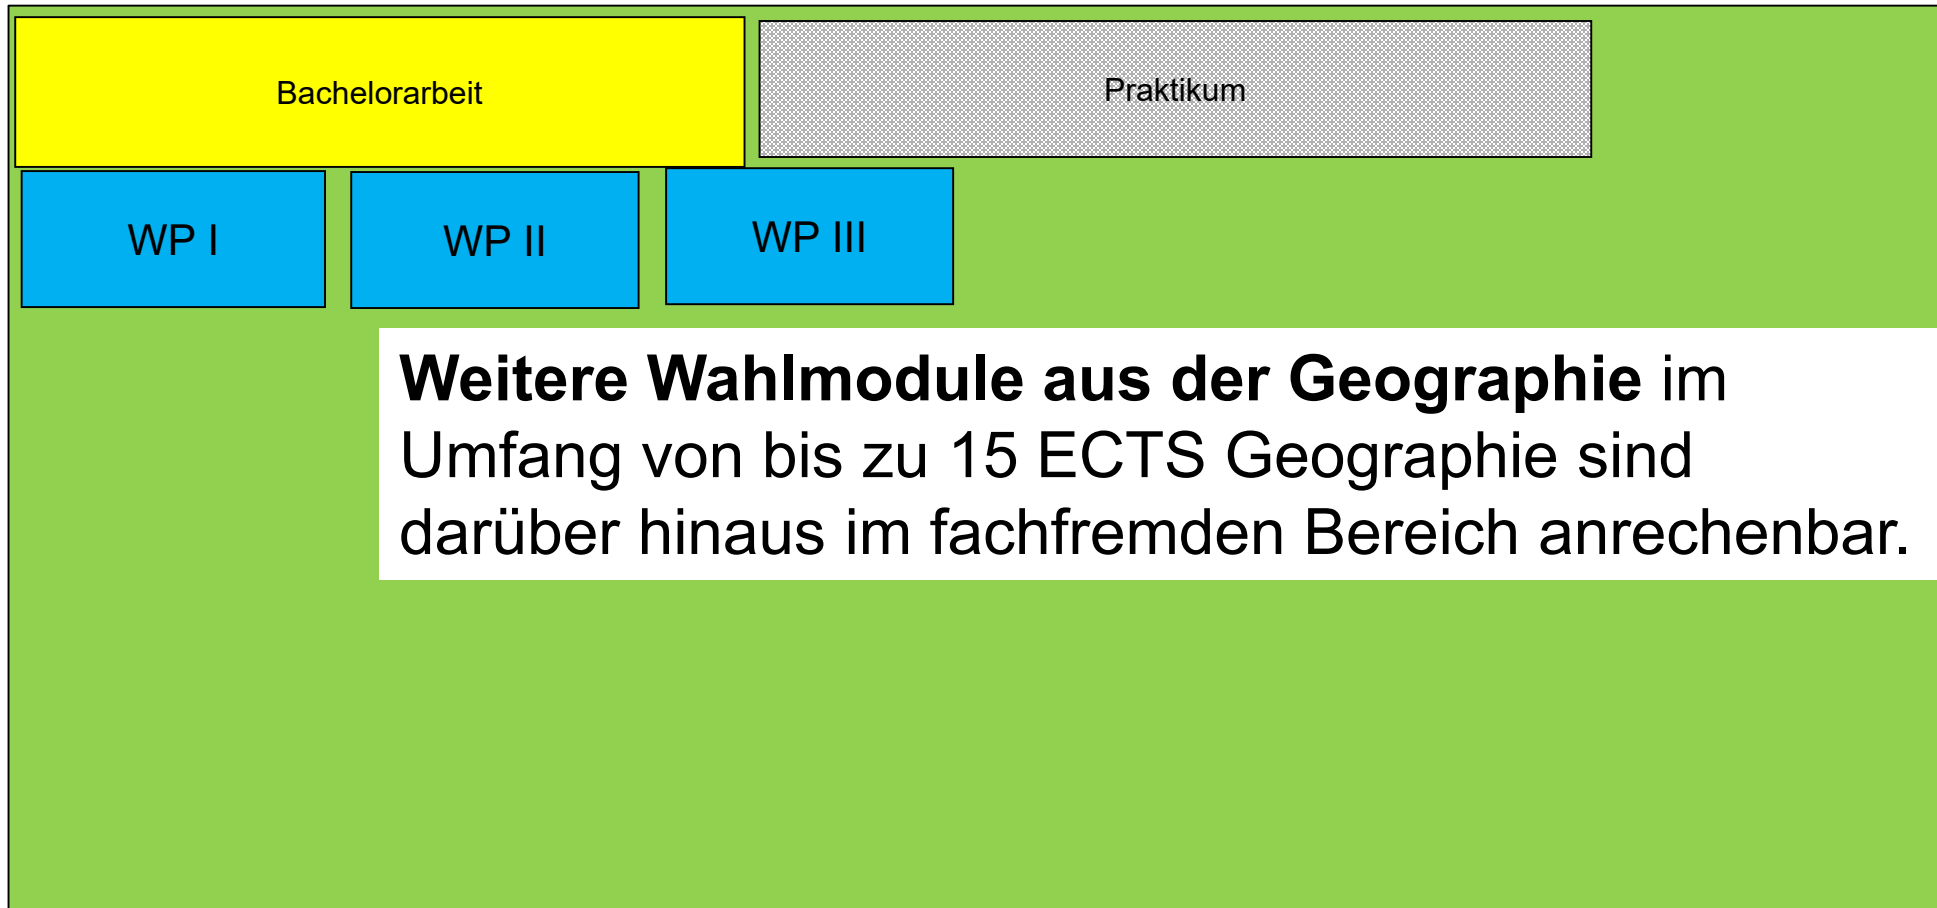 Bachelorarbeit
Praktikum
WP I
WP II
WP III
Weitere Wahlmodule aus der Geographie im
Umfang von bis zu 15 ECTS Geographie sind
darüber hinaus im fachfremden Bereich anrechenbar.